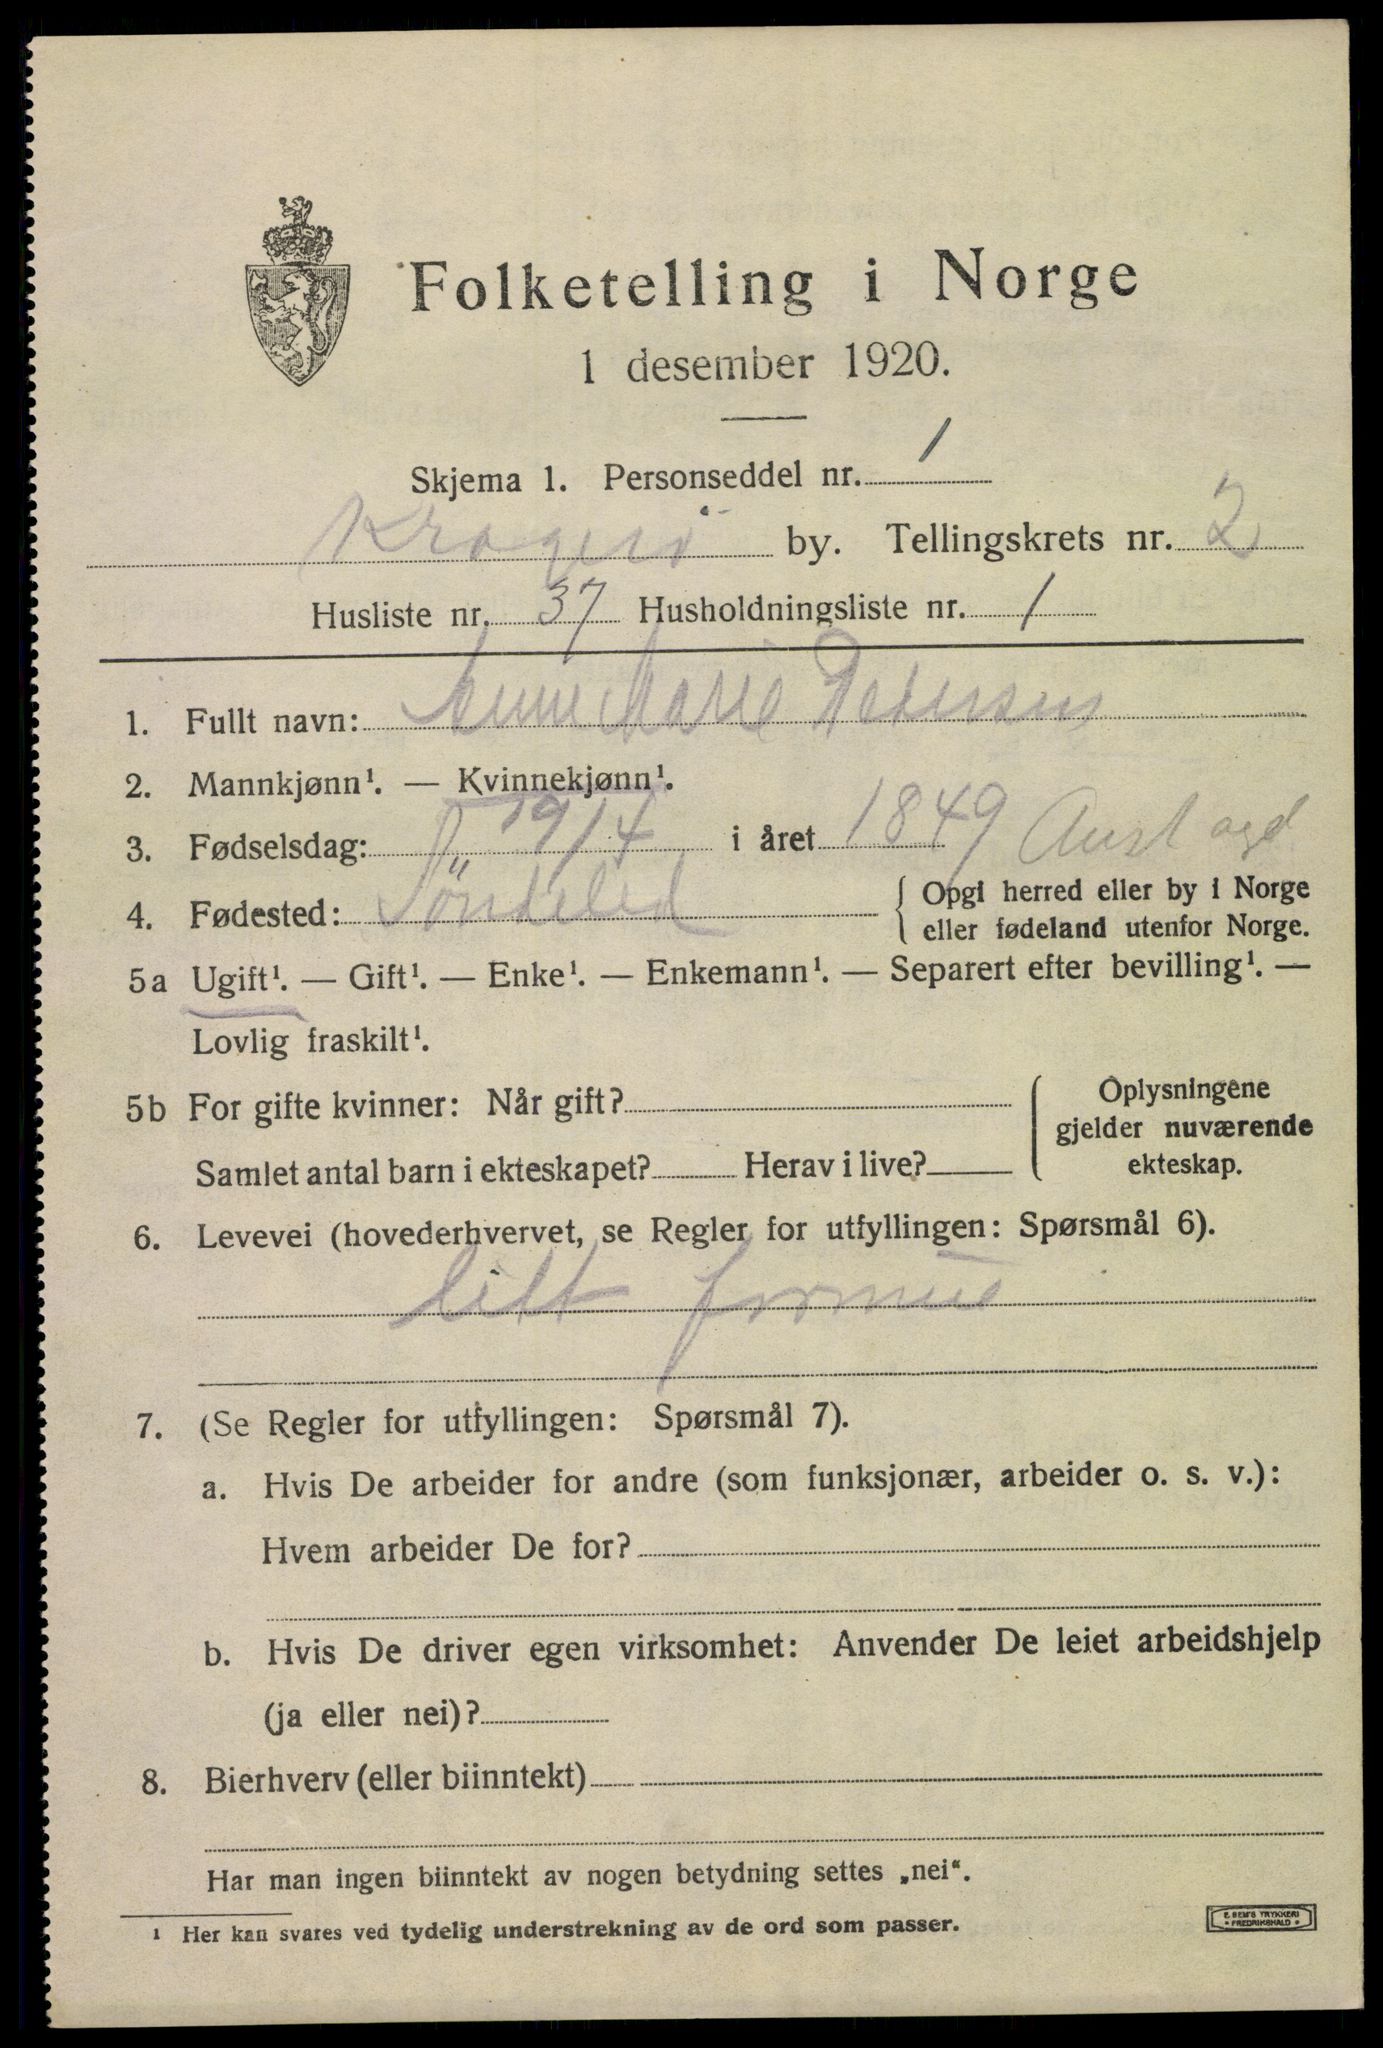 Folketelling i Norge
1 desember 1920.
Skjema 1. Personseddel nr. 1
Kragerø by. Tellingskrets nr. 2
Husliste nr. 37 Husholdningsliste nr. 1
1. Fullt navn: Anne Marie Petersen
2. Mannkjønn¹. — Kvinnekjønn¹.
3. Fødselsdag: 19/4 i året 1849 Aust agd
4. Fødested: Söndeled { Opgi herred eller by i Norge
eller fødeland utenfor Norge.
5a Ugift¹. — Gift¹. — Enke¹. — Enkemann¹. — Separert efter bevilling¹. —
Lovlig fraskilt¹.
5b For gifte kvinner: Når gift? { Oplysningene
gjelder nuværende
Samlet antal barn i ekteskapet? Herav i live? ekteskap.
6. Levevei (hovederhvervet, se Regler for utfyllingen: Spørsmål 6).
litt formue
7. (Se Regler for utfyllingen: Spørsmål 7).
a. Hvis De arbeider for andre (som funksjonær, arbeider o. s. v.):
Hvem arbeider De for?
b. Hvis De driver egen virksomhet: Anvender De leiet arbeidshjelp
(ja eller nei)?
8. Bierhverv (eller biinntekt)
Har man ingen biinntekt av nogen betydning settes „nei“.
¹ Her kan svares ved tydelig understrekning av de ord som passer.
E. SEM'S TRYKKERI
* FREDRIKSHALD *